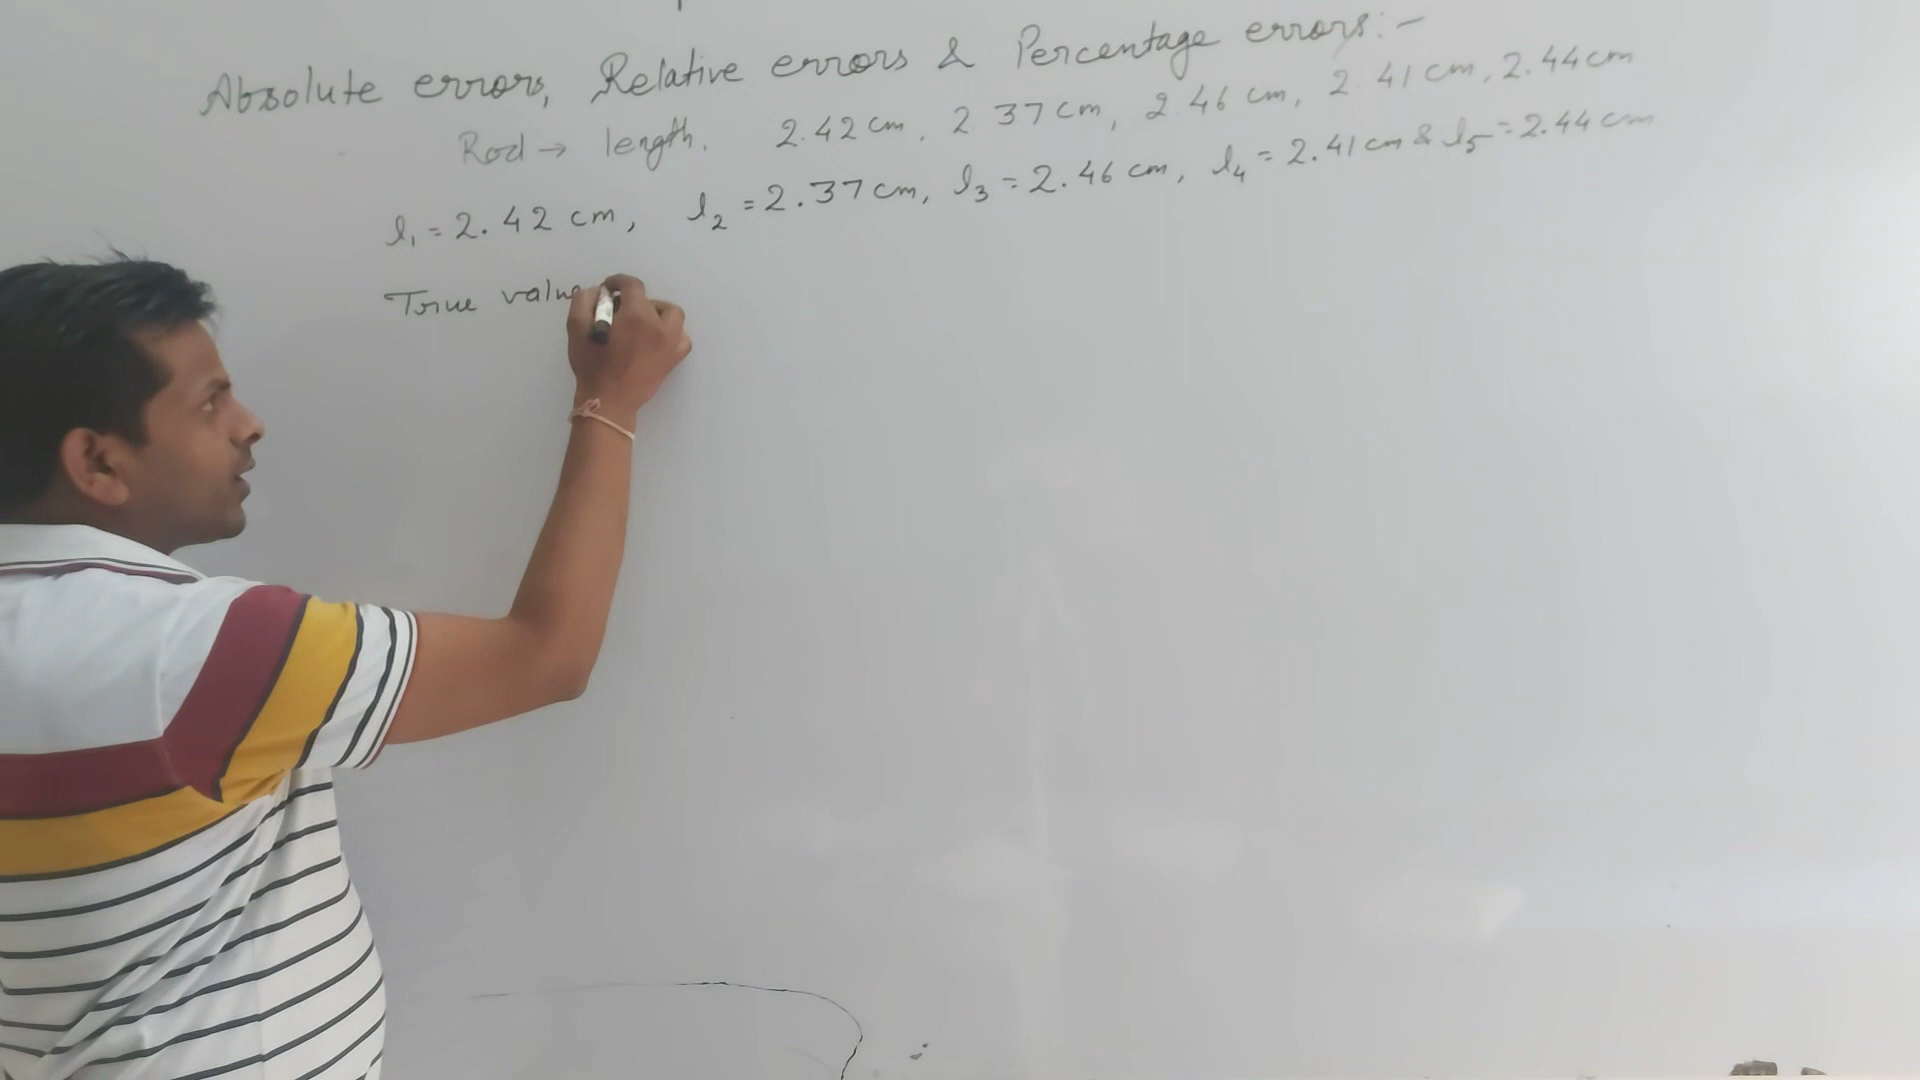 Absolute errors, Relative errors & Percentage errors:-
Rod → length. 2.42 cm, 2.37 cm, 2.46 cm, 2.41 cm, 2.44 cm
l₁ = 2.42 cm, l₂ = 2.37 cm, l₃ = 2.46 cm, l₄ = 2.41 cm & l₅ = 2.44 cm
True value